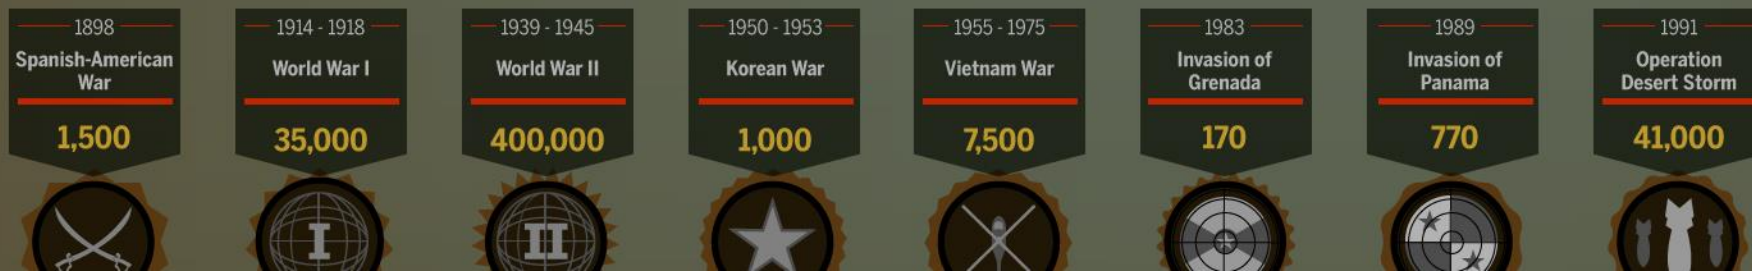 1898
Spanish-American
War
1,500
1914 - 1918
World War I
35,000
I
1939 - 1945
World War II
400,000
II
1950 - 1953
Korean War
1,000
1955 - 1975
Vietnam War
7,500
1983
Invasion of
Grenada
170
1989
Invasion of
Panama
770
1991
Operation
Desert Storm
41,000